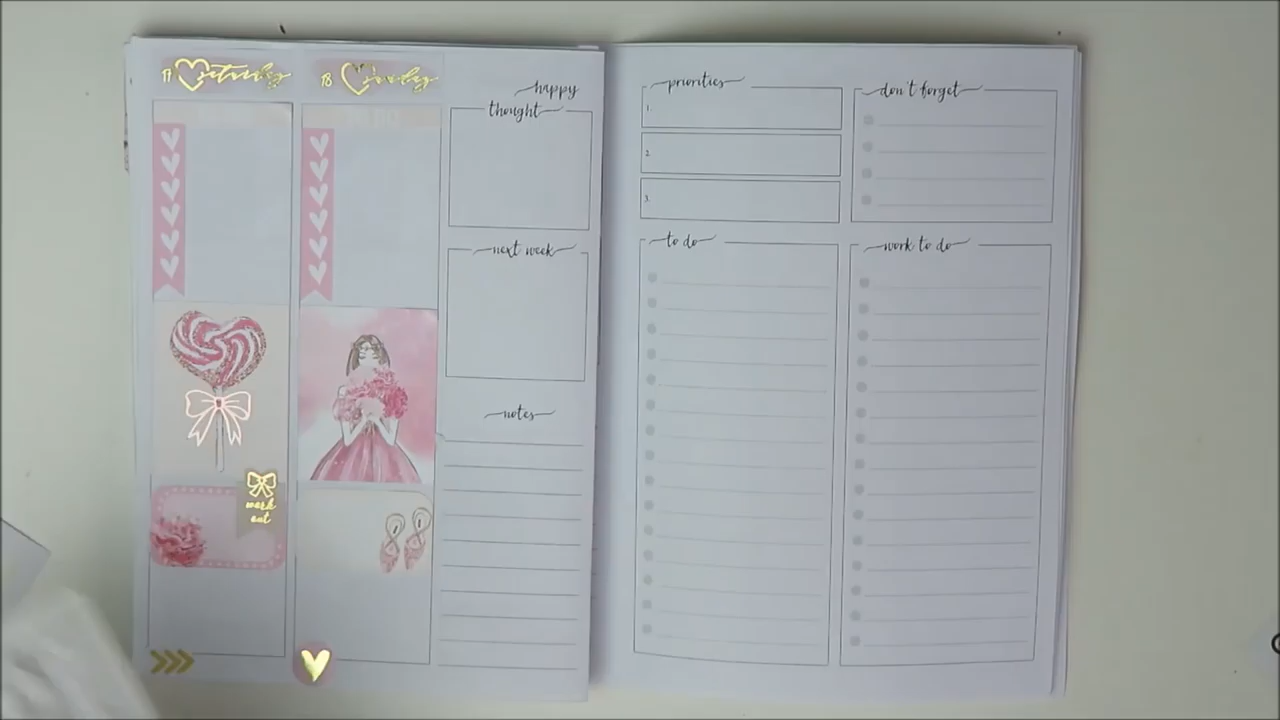 17 Saturday
18 Sunday
happy
thought
next week
notes
work
out
priorities
1.
2.
3.
don't forget
to do
work to do